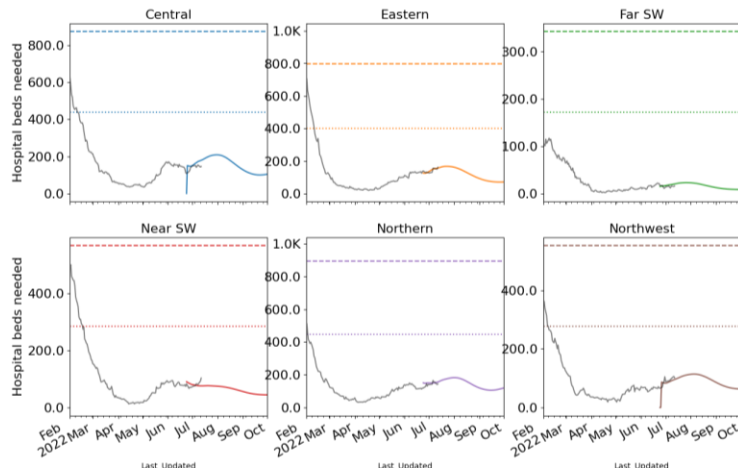 Central
Eastern
Far SW
Hospital beds needed
800.0
600.0
400.0
200.0
0.0
1.0K
800.0
600.0
400.0
200.0
0.0
300.0
200.0
100.0
0.0
Near SW
Northern
Northwest
Hospital beds needed
400.0
200.0
0.0
1.0K
800.0
600.0
400.0
200.0
0.0
400.0
200.0
0.0
Feb Mar Apr May Jun Jul Aug Sep Oct
2022
Feb Mar Apr May Jun Jul Aug Sep Oct
2022
Feb Mar Apr May Jun Jul Aug Sep Oct
2022
Last Updated
Last Updated
Last Updated